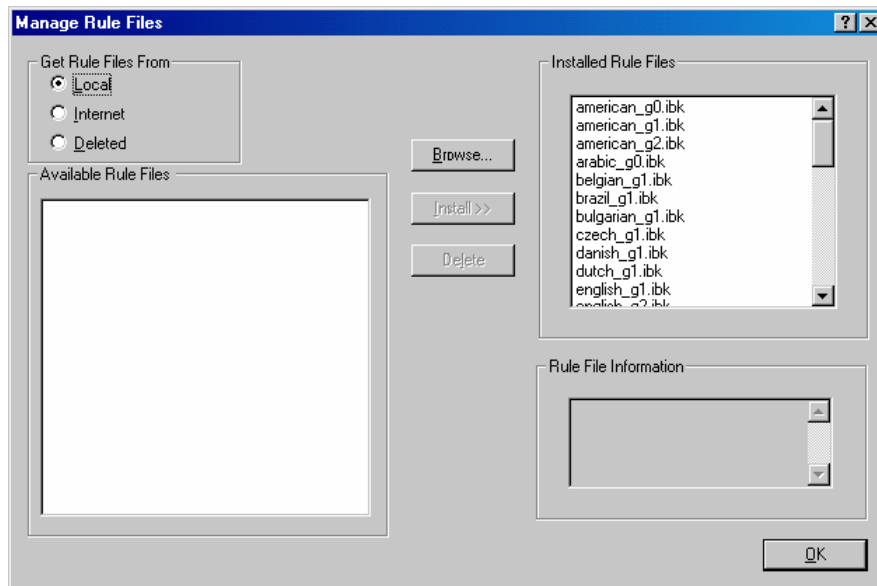 Manage Rule Files
Get Rule Files From
Local
Internet
Deleted
Available Rule Files
Browse...
Install >>
Delete
Installed Rule Files
american_g0.ibk
american_g1.ibk
american_g2.ibk
arabic_g0.ibk
belgian_g1.ibk
brazil_g1.ibk
bulgarian_g1.ibk
czech_g1.ibk
danish_g1.ibk
dutch_g1.ibk
english_g1.ibk
english_g2.ibk
Rule File Information
OK